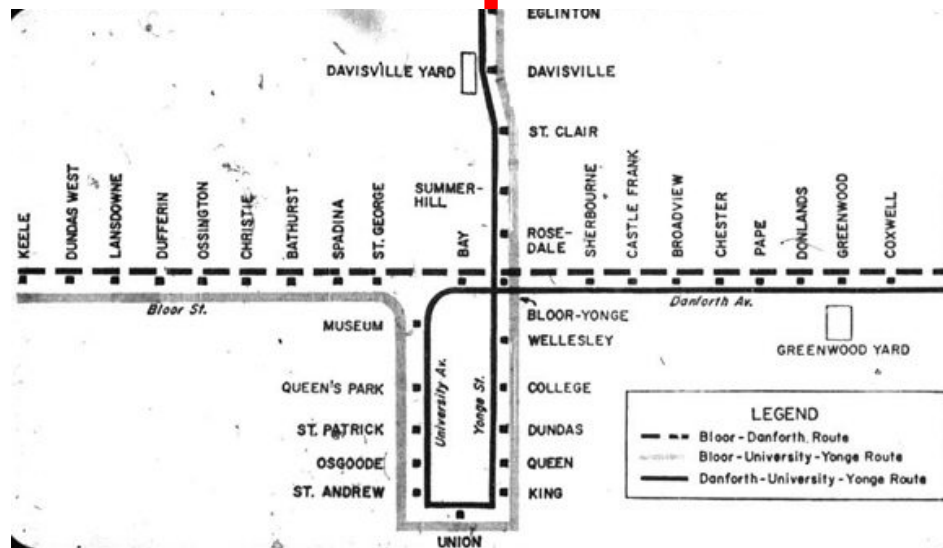 EGLINTON
DAVISVILLE YARD
DAVISVILLE
ST. CLAIR
SUMMER-
HILL
ROSE-
DALE
KEELE
DUNDAS WEST
LANSDOWNE
DUFFERIN
OSSINGTON
CHRISTIE
BATHURST
SPADINA
ST. GEORGE
BAY
SHERBOURNE
CASTLE FRANK
BROADVIEW
CHESTER
PAPE
DONLANDS
GREENWOOD
COXWELL
Bloor St.
Danforth Av.
BLOOR-YONGE
MUSEUM
WELLESLEY
GREENWOOD YARD
QUEEN'S PARK
University Av.
Yonge St.
COLLEGE
ST. PATRICK
DUNDAS
OSGOODE
QUEEN
ST. ANDREW
KING
UNION
LEGEND
Bloor-Danforth, Route
Bloor-University-Yonge Route
Danforth-University-Yonge Route